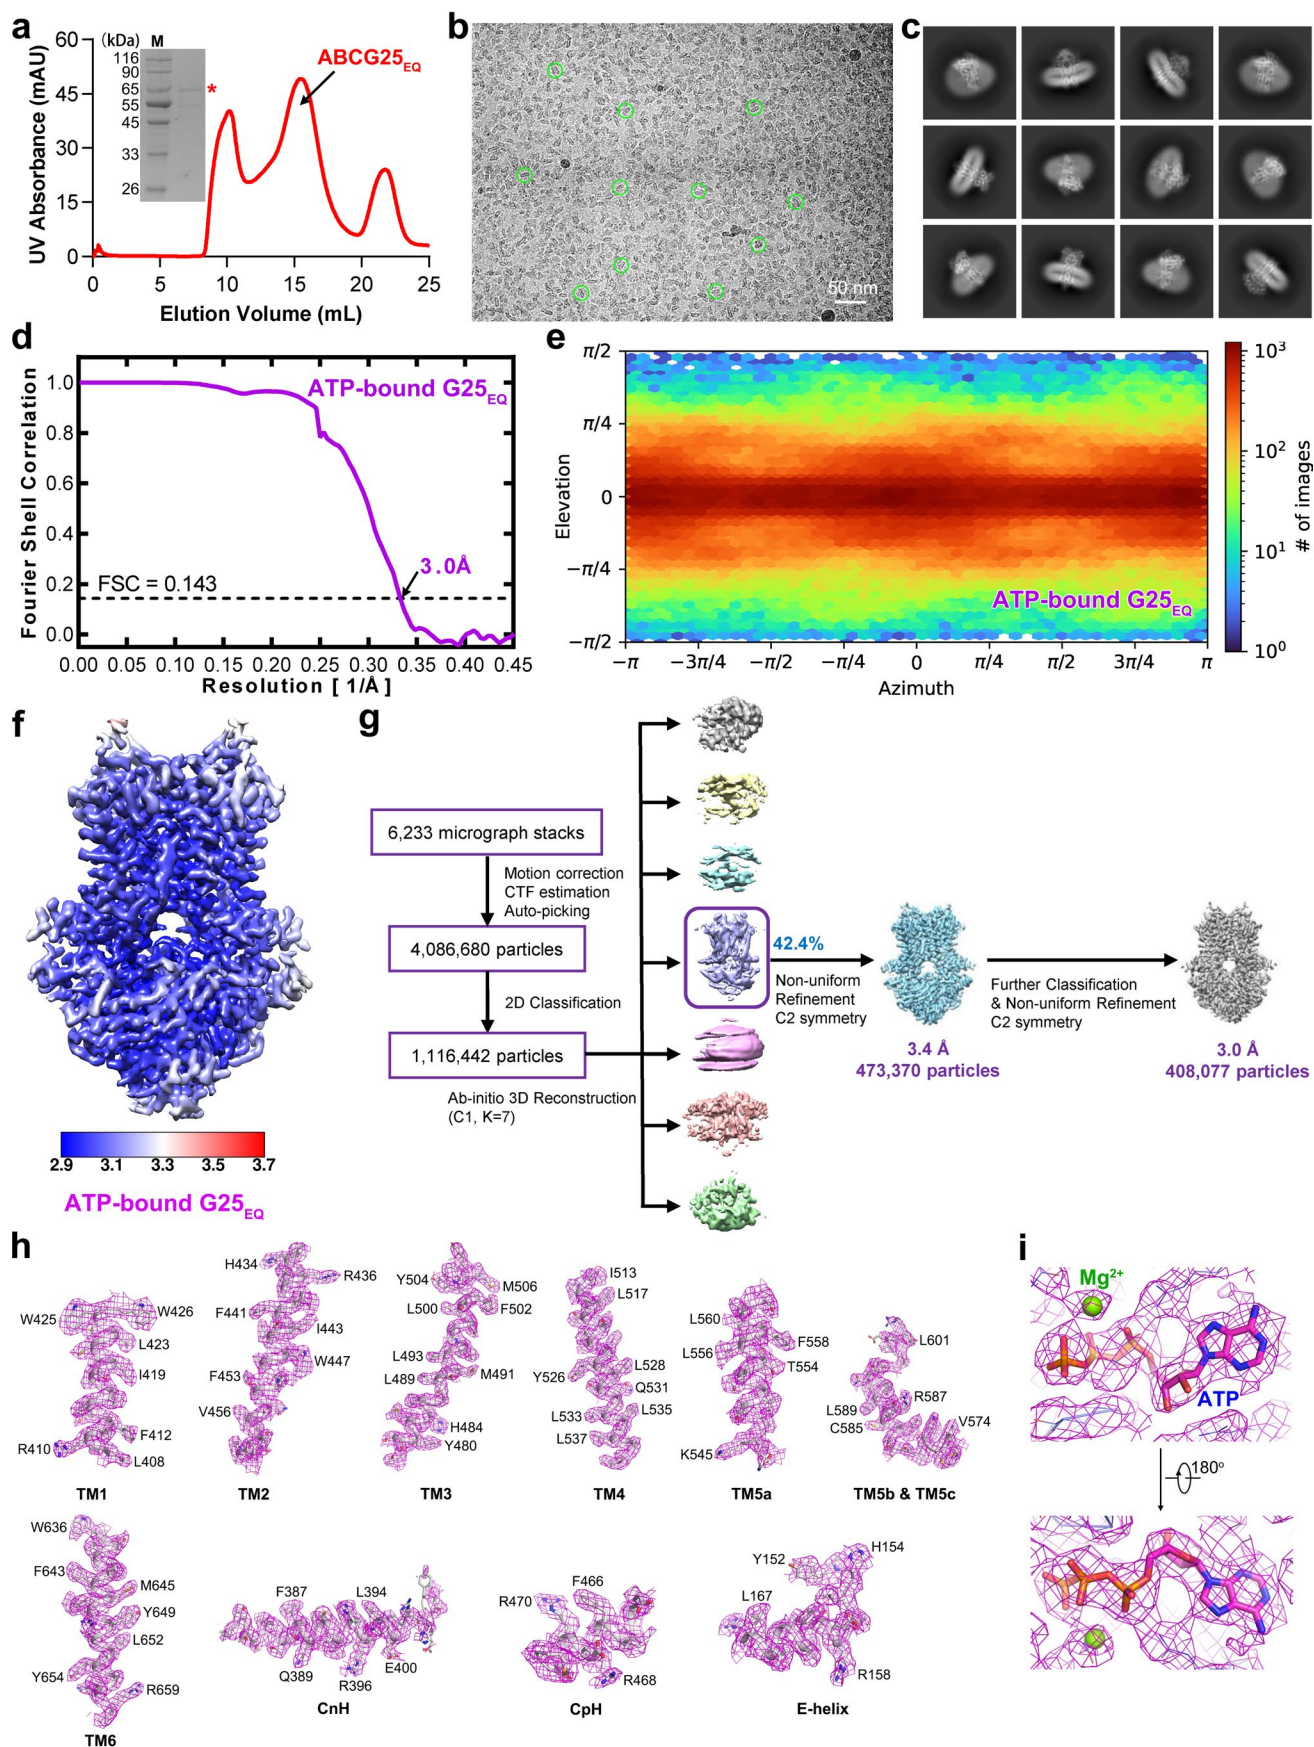 a
60
45
30
15
0
UV Absorbance (mAU)
(kDa) M
116
90
65
55
45
33
26
*
ABCG25EQ
0 5 10 15 20 25
Elution Volume (mL)
b
50 nm
c
d
1.0
0.8
0.6
0.4
0.2
0.0
Fourier Shell Correlation
ATP-bound G25EQ
3.0Å
FSC = 0.143
0.00 0.05 0.10 0.15 0.20 0.25 0.30 0.35 0.40 0.45
Resolution [ 1/Å ]
e
π/2
π/4
0
−π/4
−π/2
Elevation
ATP-bound G25EQ
−π −3π/4 −π/2 −π/4 0 π/4 π/2 3π/4 π
Azimuth
10³
10²
10¹
10⁰
# of images
f
2.9 3.1 3.3 3.5 3.7
ATP-bound G25EQ
g
6,233 micrograph stacks
Motion correction
CTF estimation
Auto-picking
4,086,680 particles
2D Classification
1,116,442 particles
Ab-initio 3D Reconstruction
(C1, K=7)
42.4%
Non-uniform
Refinement
C2 symmetry
3.4 Å
473,370 particles
Further Classification
& Non-uniform Refinement
C2 symmetry
3.0 Å
408,077 particles
h
W425
W426
L423
I419
F412
R410
L408
TM1
H434
R436
F441
I443
W447
F453
V456
TM2
Y504
M506
L500
F502
L493
M491
L489
H484
Y480
TM3
I513
L517
L528
Y526
Q531
L535
L533
L537
TM4
L560
F558
L556
T554
K545
TM5a
L601
R587
L589
C585
V574
TM5b & TM5c
W636
F643
M645
Y649
L652
Y654
R659
TM6
F387
L394
Q389
R396
E400
CnH
F466
R470
R468
CpH
Y152
H154
L167
R158
E-helix
i
Mg²⁺
ATP
180º